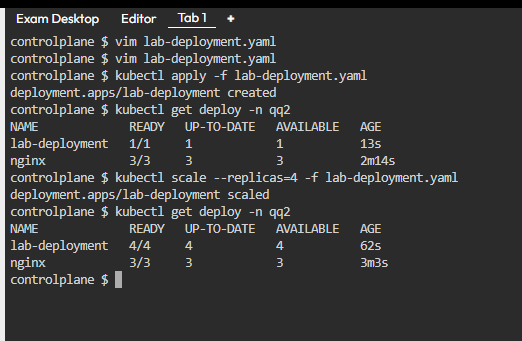 Exam Desktop Editor Tab 1 +
controlplane $ vim lab-deployment.yaml
controlplane $ vim lab-deployment.yaml
controlplane $ kubectl apply -f lab-deployment.yaml
deployment.apps/lab-deployment created
controlplane $ kubectl get deploy -n qq2
NAME READY UP-TO-DATE AVAILABLE AGE
lab-deployment 1/1 1 1 13s
nginx 3/3 3 3 2m14s
controlplane $ kubectl scale --replicas=4 -f lab-deployment.yaml
deployment.apps/lab-deployment scaled
controlplane $ kubectl get deploy -n qq2
NAME READY UP-TO-DATE AVAILABLE AGE
lab-deployment 4/4 4 4 62s
nginx 3/3 3 3 3m3s
controlplane $